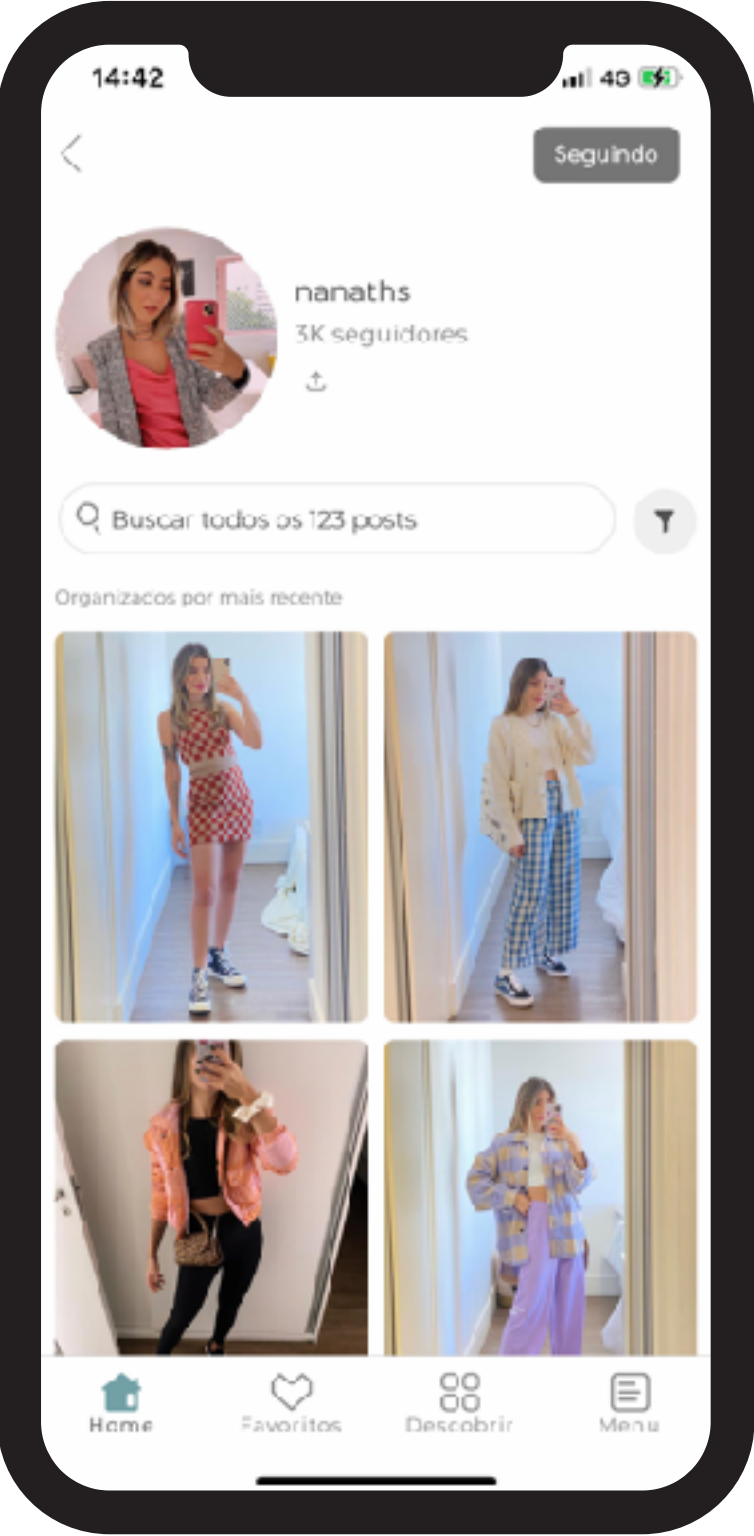 14:42
4G
Seguindo
nanaths
3K seguidores
Buscar todos os 123 posts
Organizacos por mais recente
Home
Favoritos
Descobrir
Menu